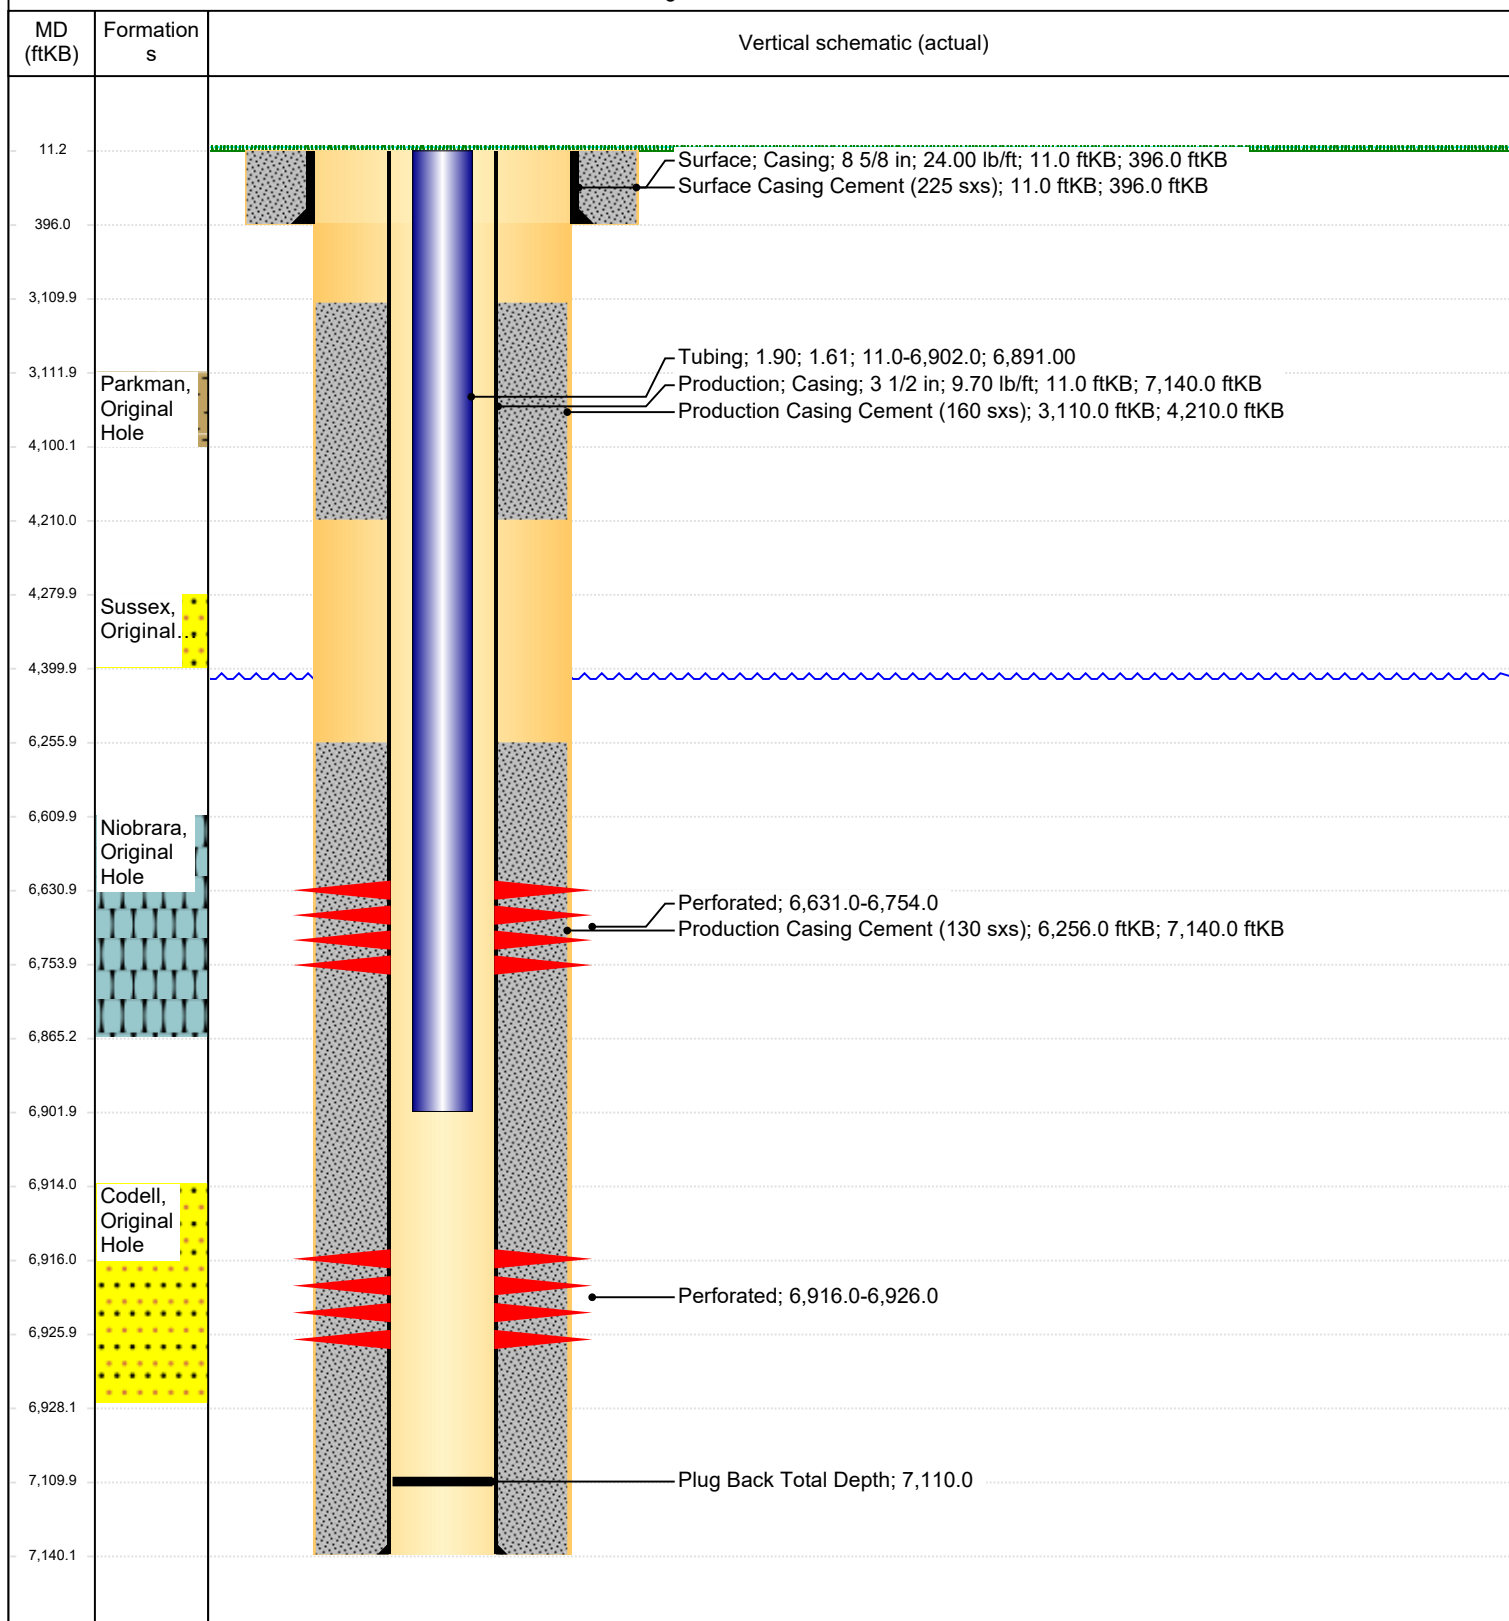 MD
(ftKB)
Formation
s
Vertical schematic (actual)
11.2
Surface; Casing; 8 5/8 in; 24.00 lb/ft; 11.0 ftKB; 396.0 ftKB
Surface Casing Cement (225 sxs); 11.0 ftKB; 396.0 ftKB
396.0
3,109.9
Tubing; 1.90; 1.61; 11.0-6,902.0; 6,891.00
3,111.9
Production; Casing; 3 1/2 in; 9.70 lb/ft; 11.0 ftKB; 7,140.0 ftKB
Parkman,
Original
Hole
Production Casing Cement (160 sxs); 3,110.0 ftKB; 4,210.0 ftKB
4,100.1
4,210.0
4,279.9
Sussex,
Original...
4,399.9
6,255.9
6,609.9
Niobrara,
Original
Hole
6,630.9
Perforated; 6,631.0-6,754.0
Production Casing Cement (130 sxs); 6,256.0 ftKB; 7,140.0 ftKB
6,753.9
6,865.2
6,901.9
6,914.0
Codell,
Original
Hole
6,916.0
Perforated; 6,916.0-6,926.0
6,925.9
6,928.1
7,109.9
Plug Back Total Depth; 7,110.0
7,140.1